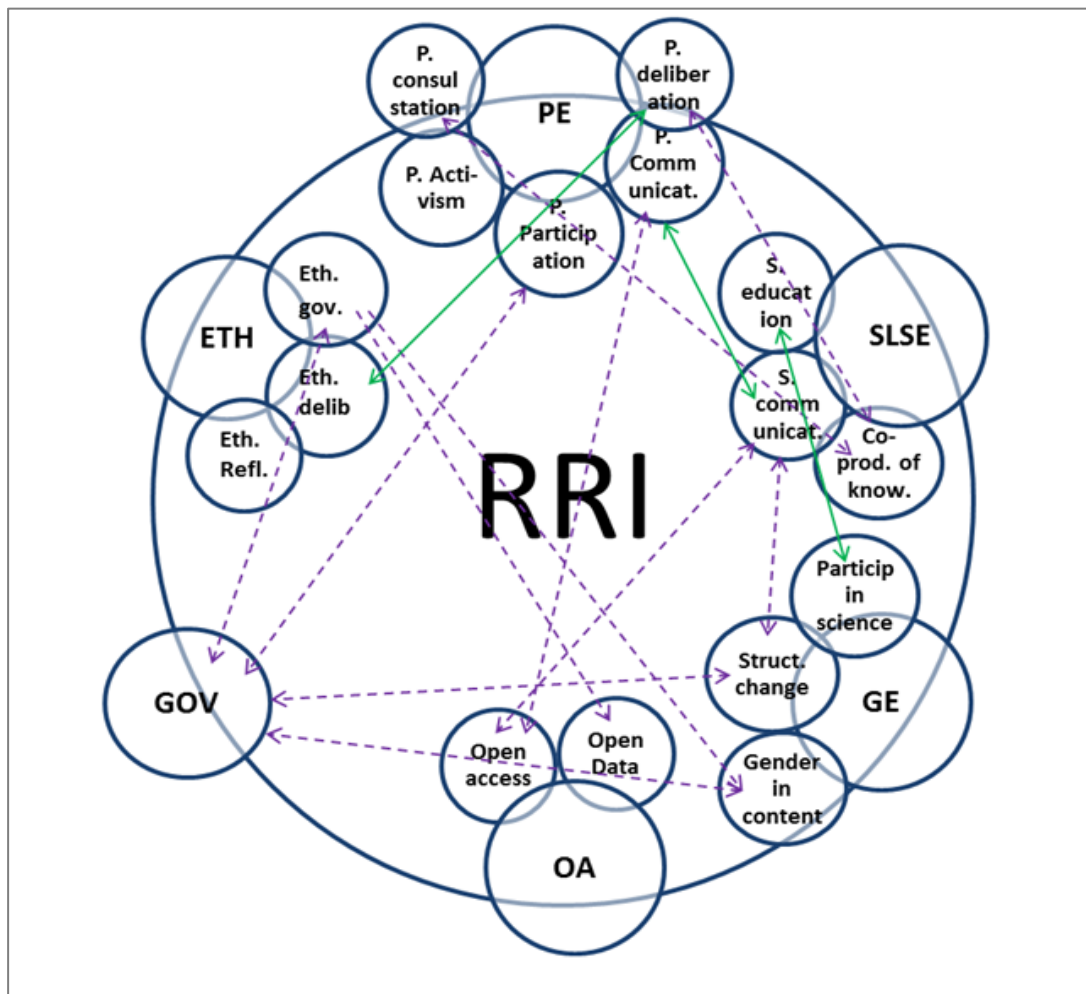 P.
consul
station
PE
P.
deliber
ation
P. Acti-
vism
P.
Comm
unicat.
P.
Particip
ation
Eth.
gov.
ETH
Eth.
delib
Eth.
Refl.
S.
educat
ion
SLSE
S.
comm
unicat.
Co-
prod. of
know.
RRI
Particip
in
science
Struct.
change
GE
GOV
Open
access
Open
Data
Gender
in
content
OA